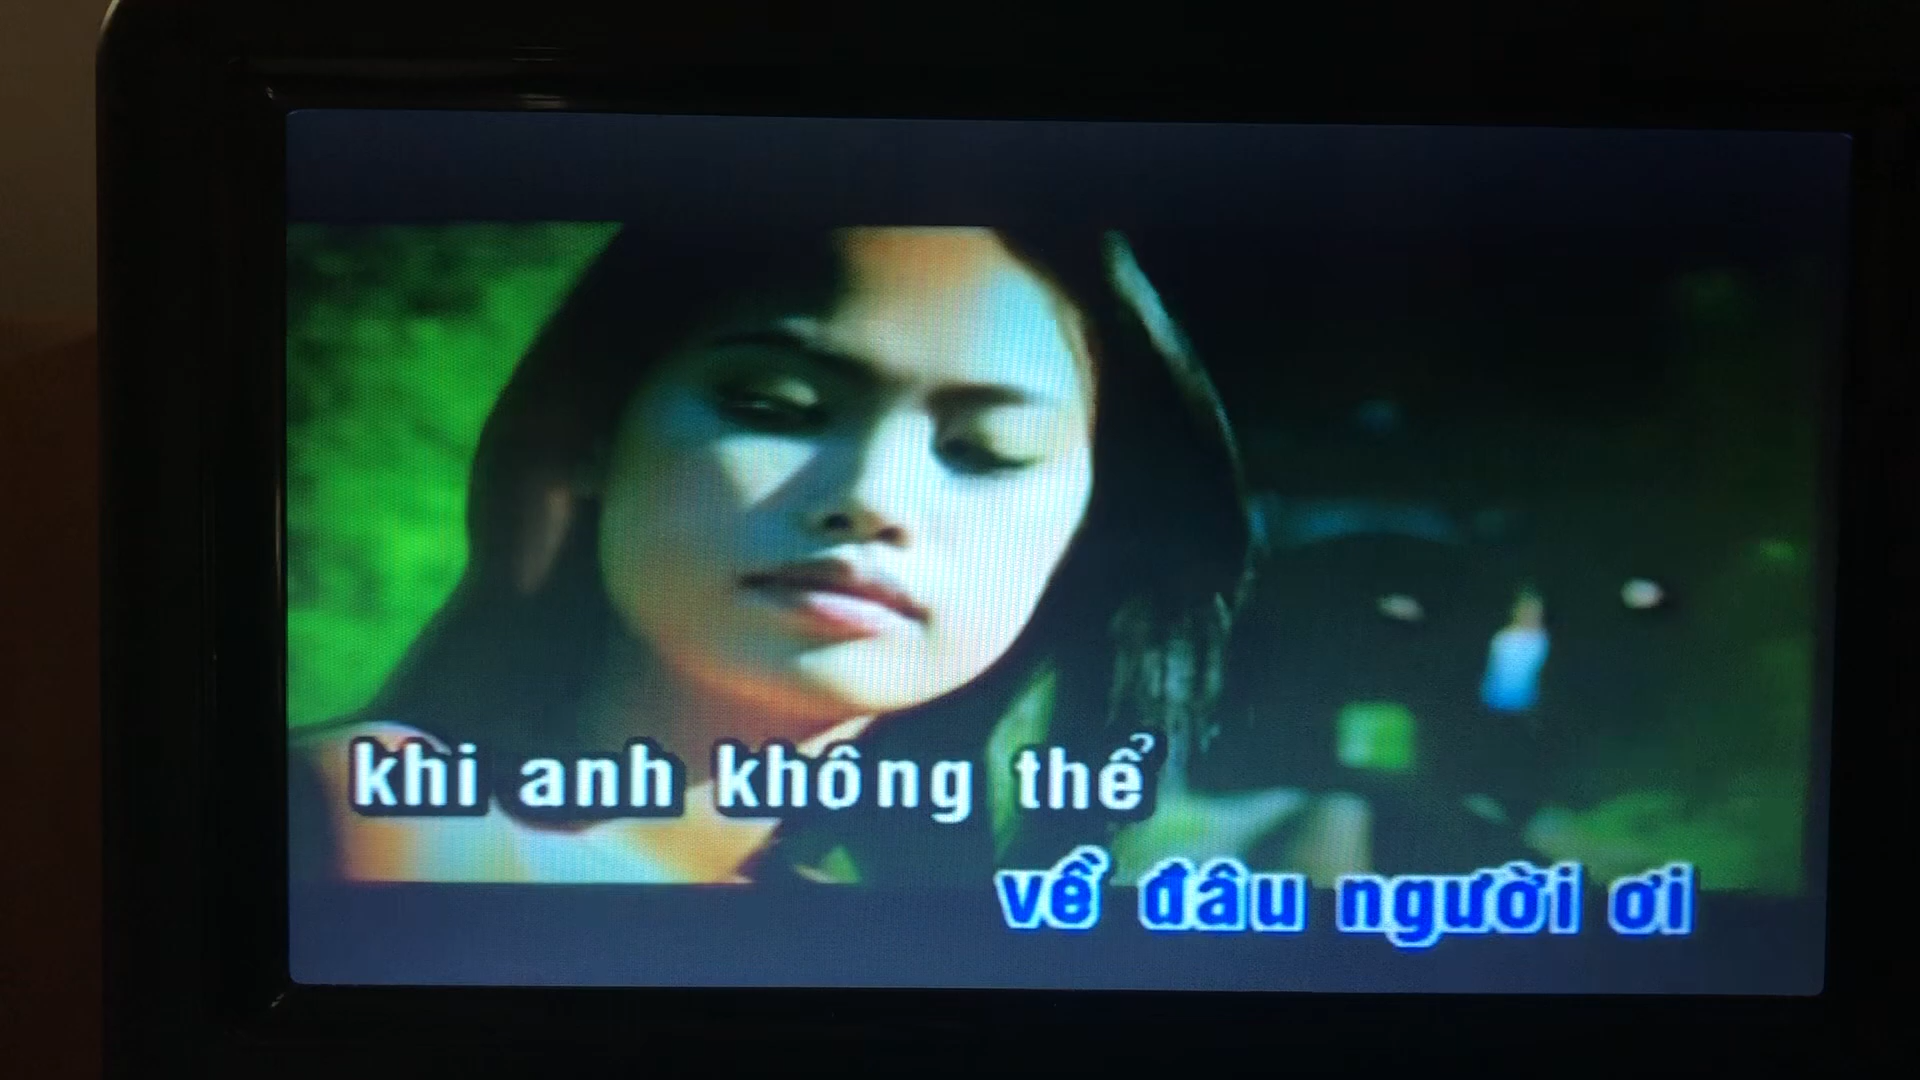 khi anh không thể
về đâu người ơi